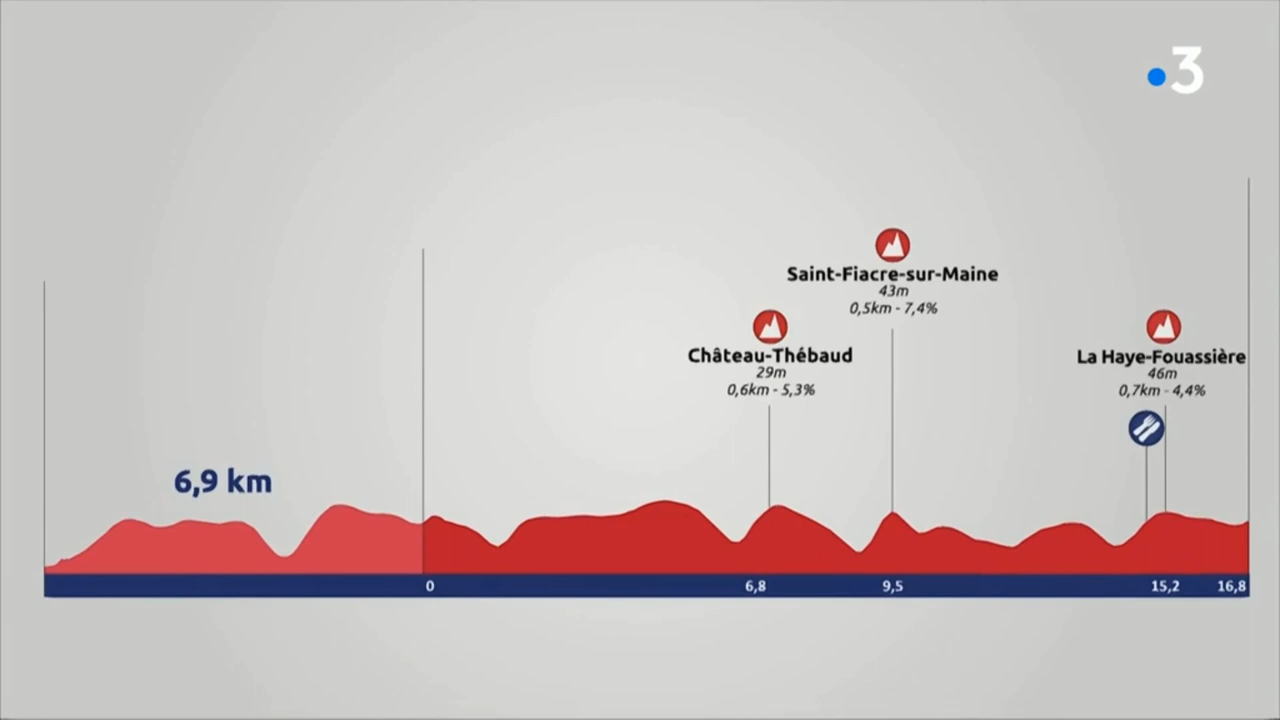 3
Saint-Fiacre-sur-Maine
43m
0,5km - 7,4%
Château-Thébaud
29m
0,6km - 5,3%
La Haye-Fouassière
46m
0,7km - 4,4%
6,9 km
0
6,8
9,5
15,2
16,8